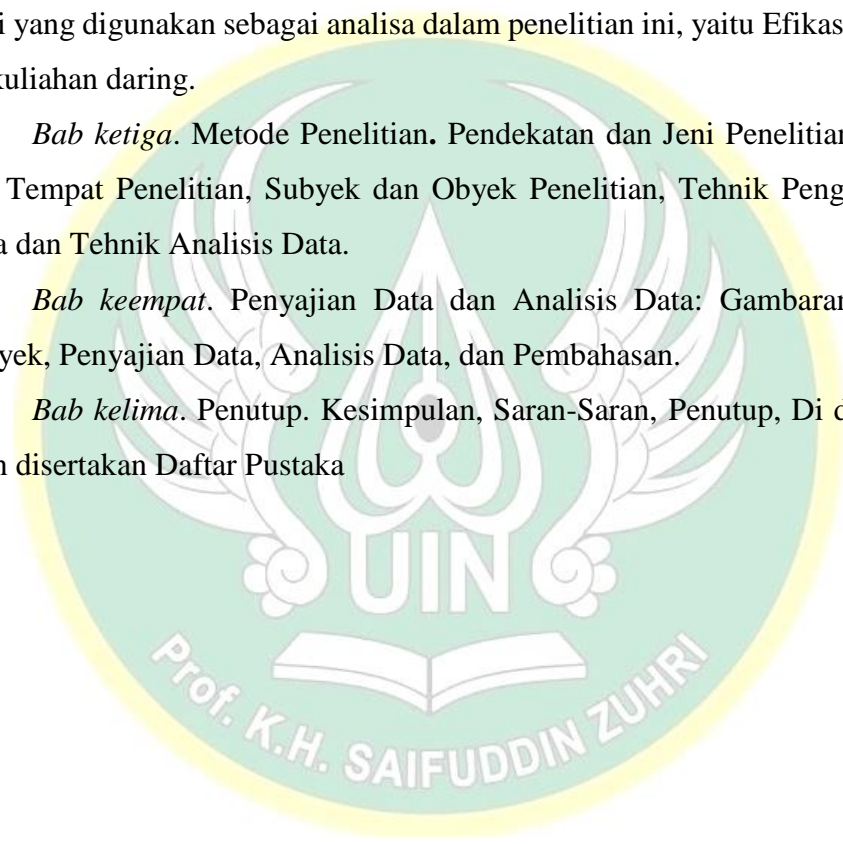 i yang digunakan sebagai analisa dalam penelitian ini, yaitu Efikas
kuliahan daring.
Bab ketiga. Metode Penelitian. Pendekatan dan Jeni Penelitian
Tempat Penelitian, Subyek dan Obyek Penelitian, Tehnik Peng
a dan Tehnik Analisis Data.
Bab keempat. Penyajian Data dan Analisis Data: Gambaran
yek, Penyajian Data, Analisis Data, dan Pembahasan.
Bab kelima. Penutup. Kesimpulan, Saran-Saran, Penutup, Di d
n disertakan Daftar Pustaka
UIN
Prof. K.H. SAIFUDDIN ZUHRI